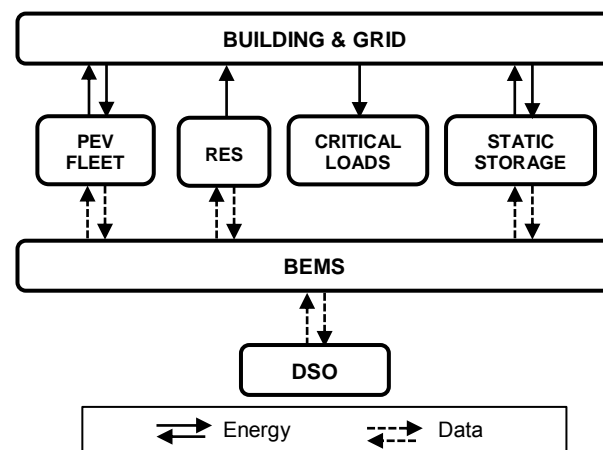 BUILDING & GRID
PEV
FLEET
RES
CRITICAL
LOADS
STATIC
STORAGE
BEMS
DSO
Energy
Data